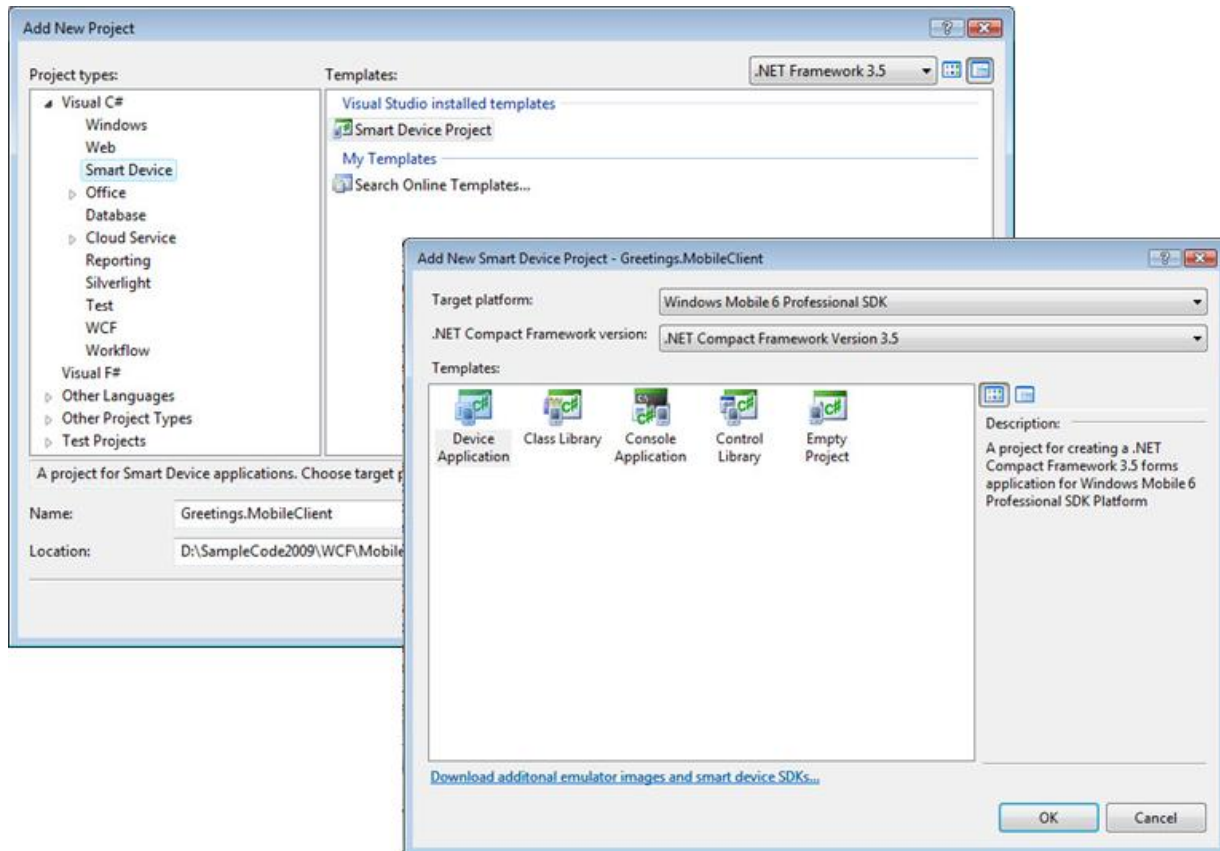 Add New Project
Project types:
Templates:
.NET Framework 3.5
Visual C#
Windows
Web
Smart Device
Office
Database
Cloud Service
Reporting
Silverlight
Test
WCF
Workflow
Visual F#
Other Languages
Other Project Types
Test Projects
Visual Studio installed templates
Smart Device Project
My Templates
Search Online Templates...
A project for Smart Device applications. Choose target
Name:
Greetings.MobileClient
Location:
D:\SampleCode2009\WCF\Mobile
Add New Smart Device Project - Greetings.MobileClient
Target platform:
Windows Mobile 6 Professional SDK
.NET Compact Framework version:
.NET Compact Framework Version 3.5
Templates:
Device
Application
Class Library
Console
Application
Control
Library
Empty
Project
Description:
A project for creating a .NET
Compact Framework 3.5 forms
application for Windows Mobile 6
Professional SDK Platform
Download additonal emulator images and smart device SDKs...
OK
Cancel